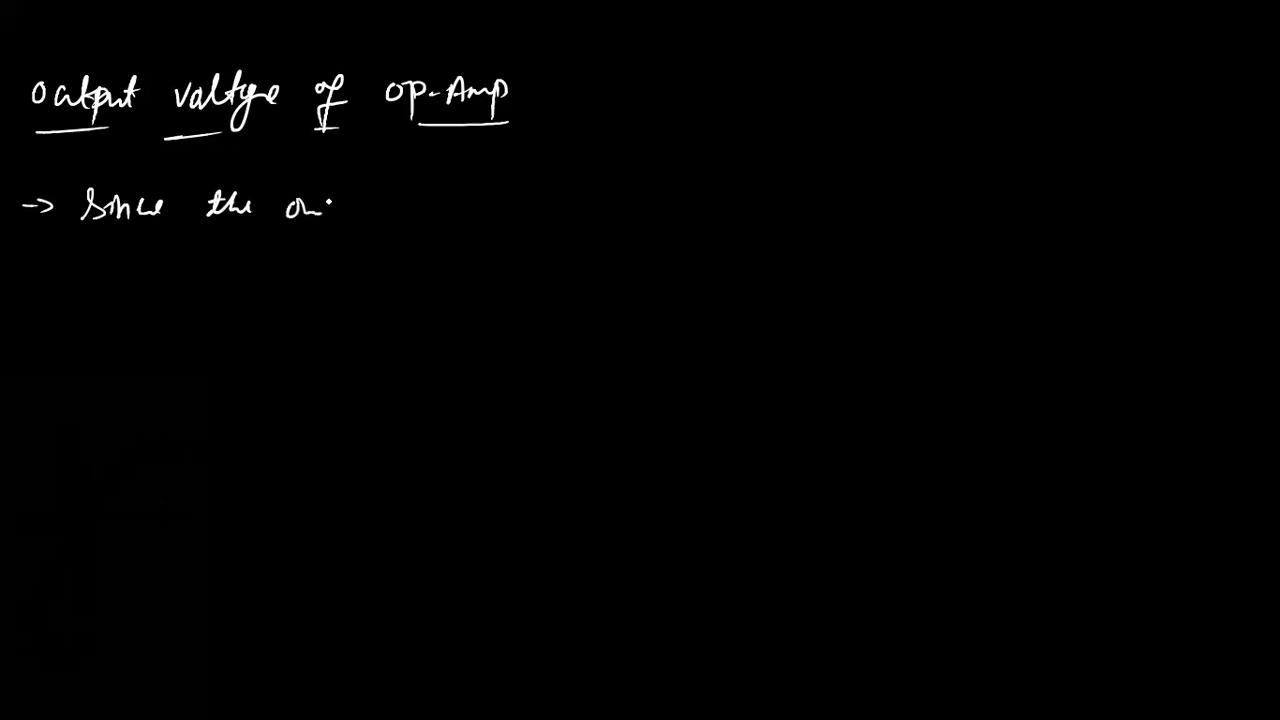 Output voltage of OP-Amp
→ Since the